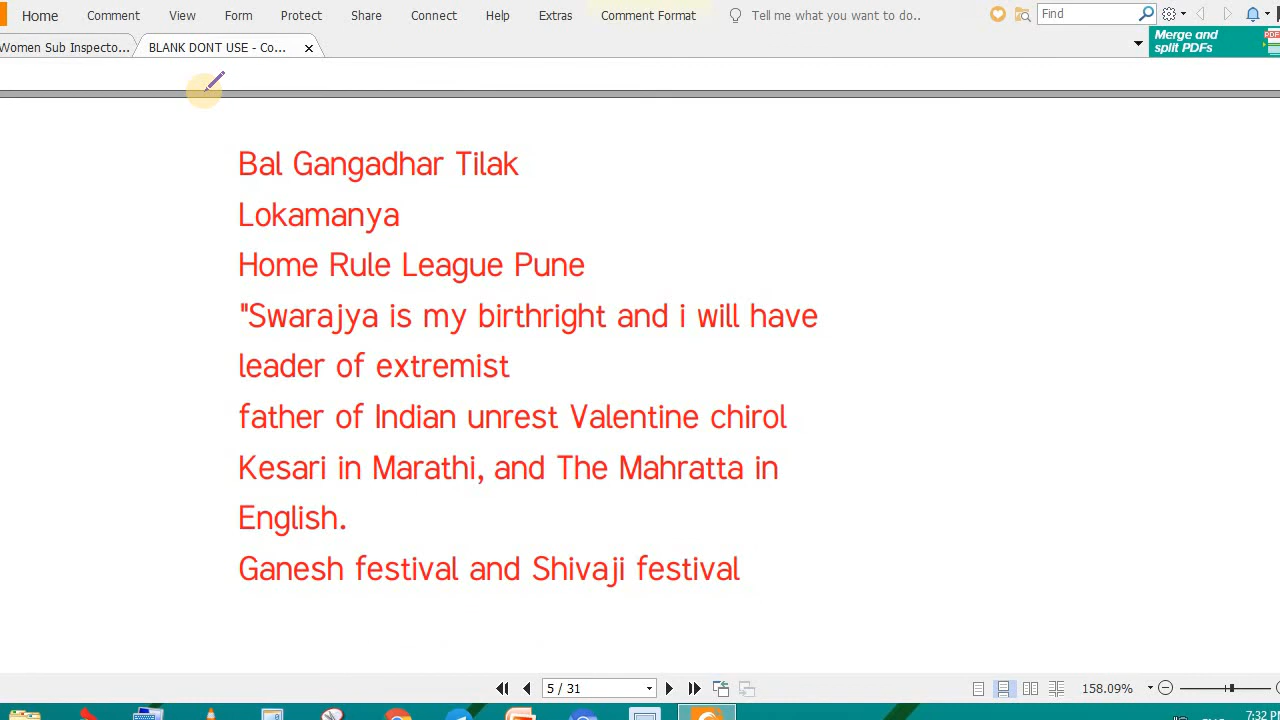 Home Comment View Form Protect Share Connect Help Extras Comment Format Tell me what you want to do.. Find
Women Sub Inspecto... BLANK DONT USE - Co... × Merge and
split PDFs
Bal Gangadhar Tilak
Lokamanya
Home Rule League Pune
"Swarajya is my birthright and i will have
leader of extremist
father of Indian unrest Valentine chirol
Kesari in Marathi, and The Mahratta in
English.
Ganesh festival and Shivaji festival
5 / 31 158.09%
7:32 PM